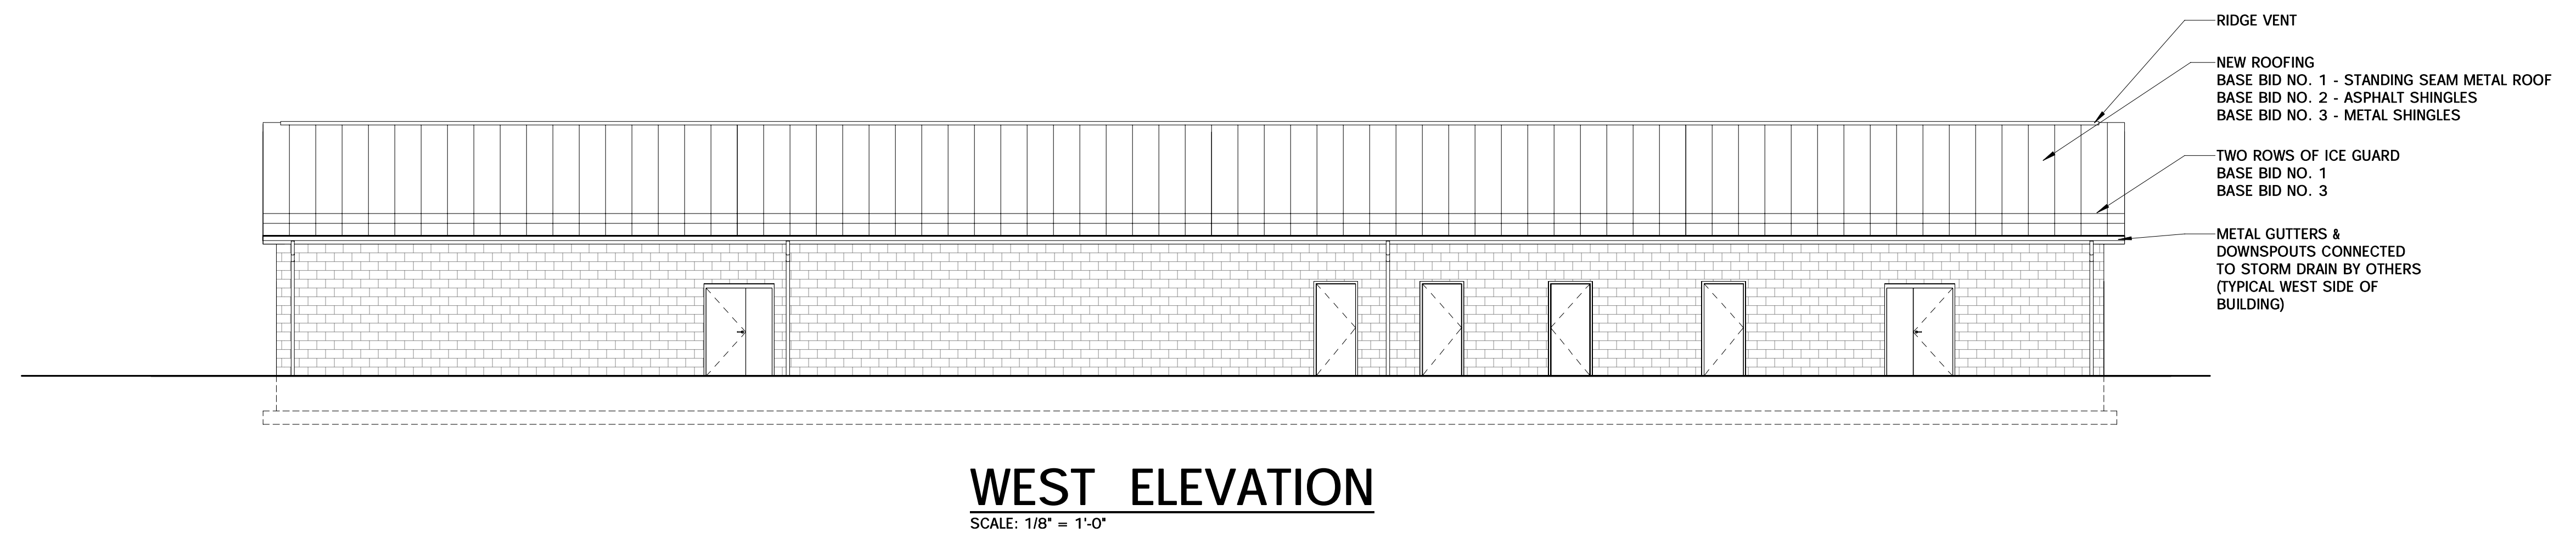 RIDGE VENT
NEW ROOFING
BASE BID NO. 1 - STANDING SEAM METAL ROOF
BASE BID NO. 2 - ASPHALT SHINGLES
BASE BID NO. 3 - METAL SHINGLES
TWO ROWS OF ICE GUARD
BASE BID NO. 1
BASE BID NO. 3
METAL GUTTERS &
DOWNSPOUTS CONNECTED
TO STORM DRAIN BY OTHERS
(TYPICAL WEST SIDE OF
BUILDING)
WEST ELEVATION
SCALE: 1/8" = 1'-0"